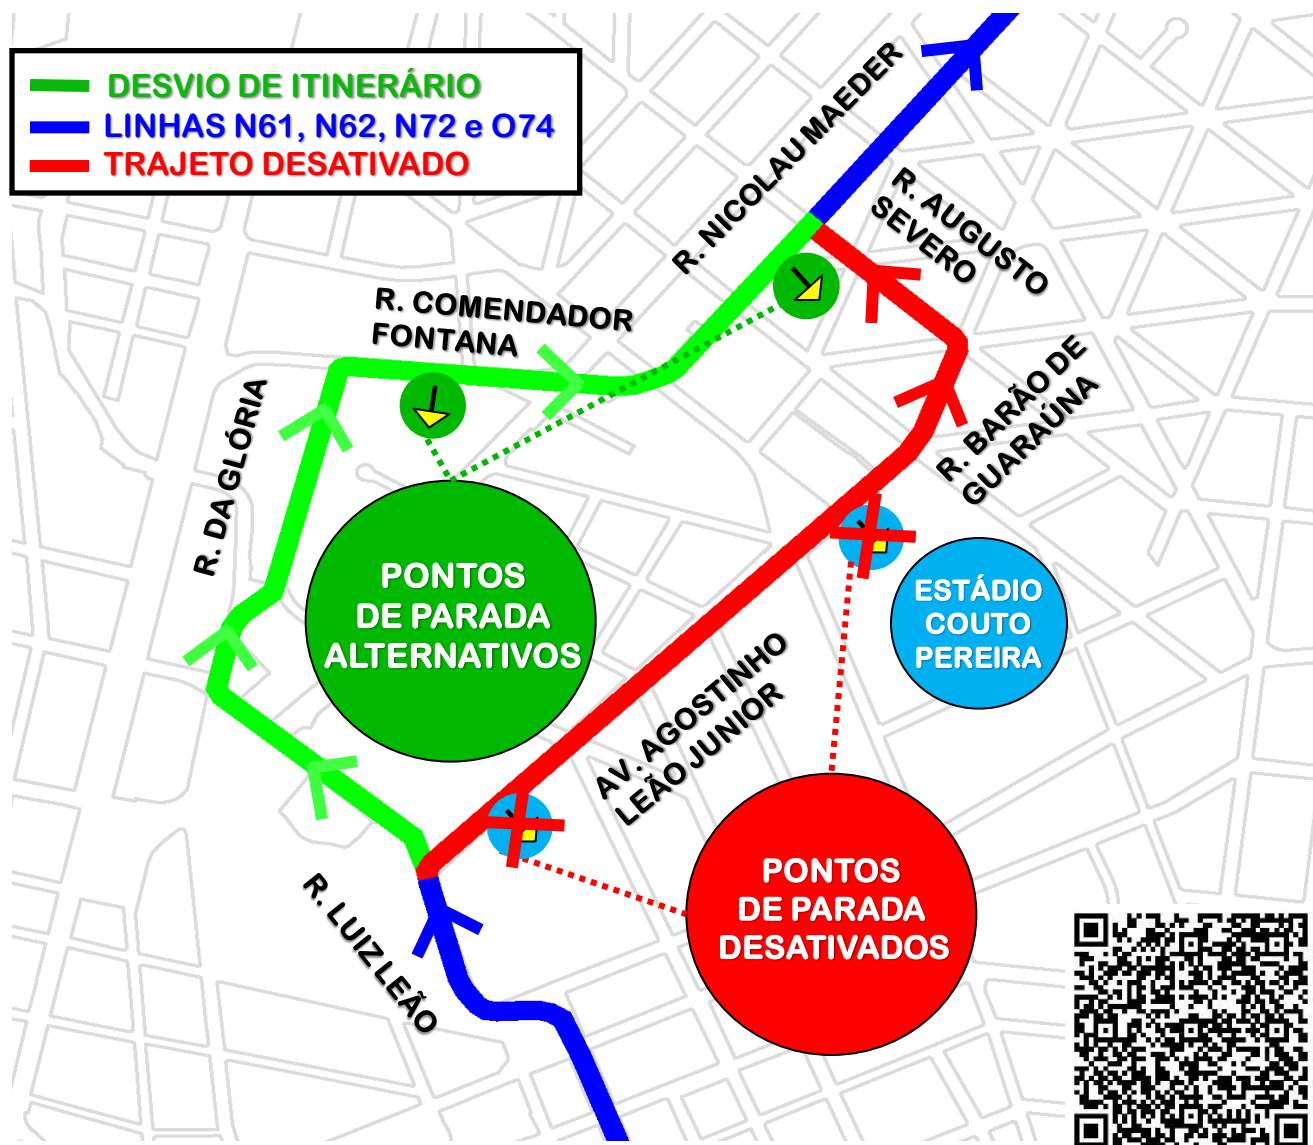 DESVIO DE ITINERÁRIO
LINHAS N61, N62, N72 e O74
TRAJETO DESATIVADO
R. NICOLAU MAEDER
R. AUGUSTO
SEVERO
R. COMENDADOR
FONTANA
R. BARÃO DE
GUARAÚNA
R. DA GLÓRIA
PONTOS
DE PARADA
ALTERNATIVOS
ESTÁDIO
COUTO
PEREIRA
AV. AGOSTINHO
LEÃO JUNIOR
PONTOS
DE PARADA
DESATIVADOS
R. LUIZ LEÃO